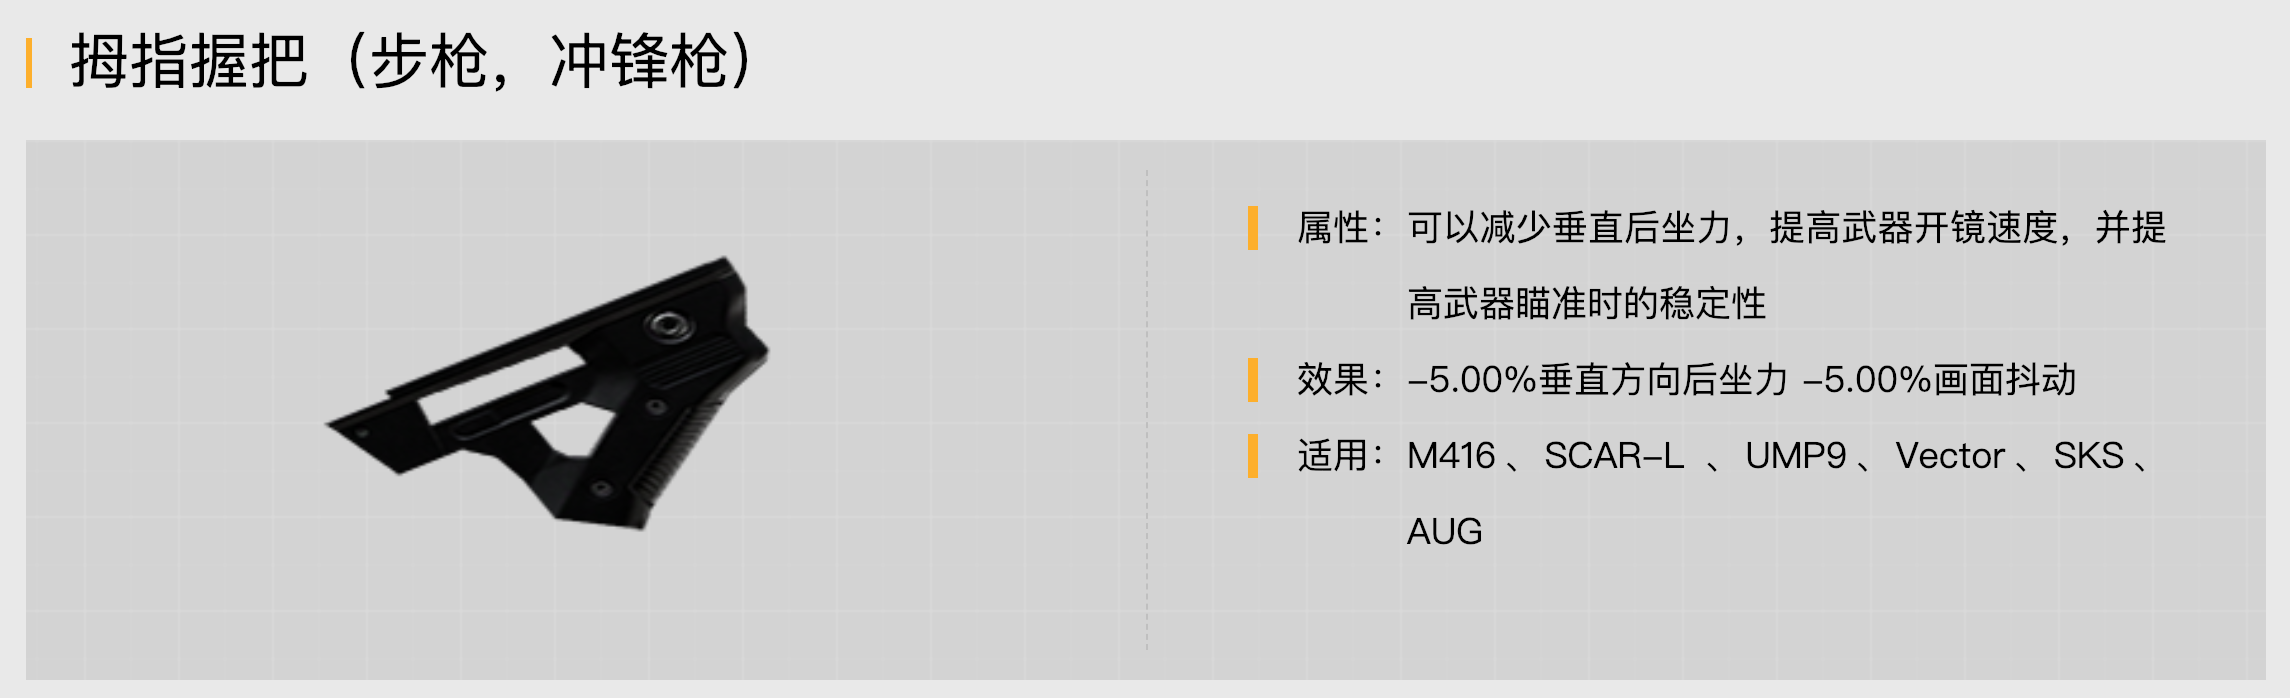 拇指握把（步枪，冲锋枪）
属性：可以减少垂直后坐力，提高武器开镜速度，并提
高武器瞄准时的稳定性
效果：-5.00%垂直方向后坐力 -5.00%画面抖动
适用：M416 、 SCAR-L 、 UMP9 、 Vector 、 SKS 、
AUG